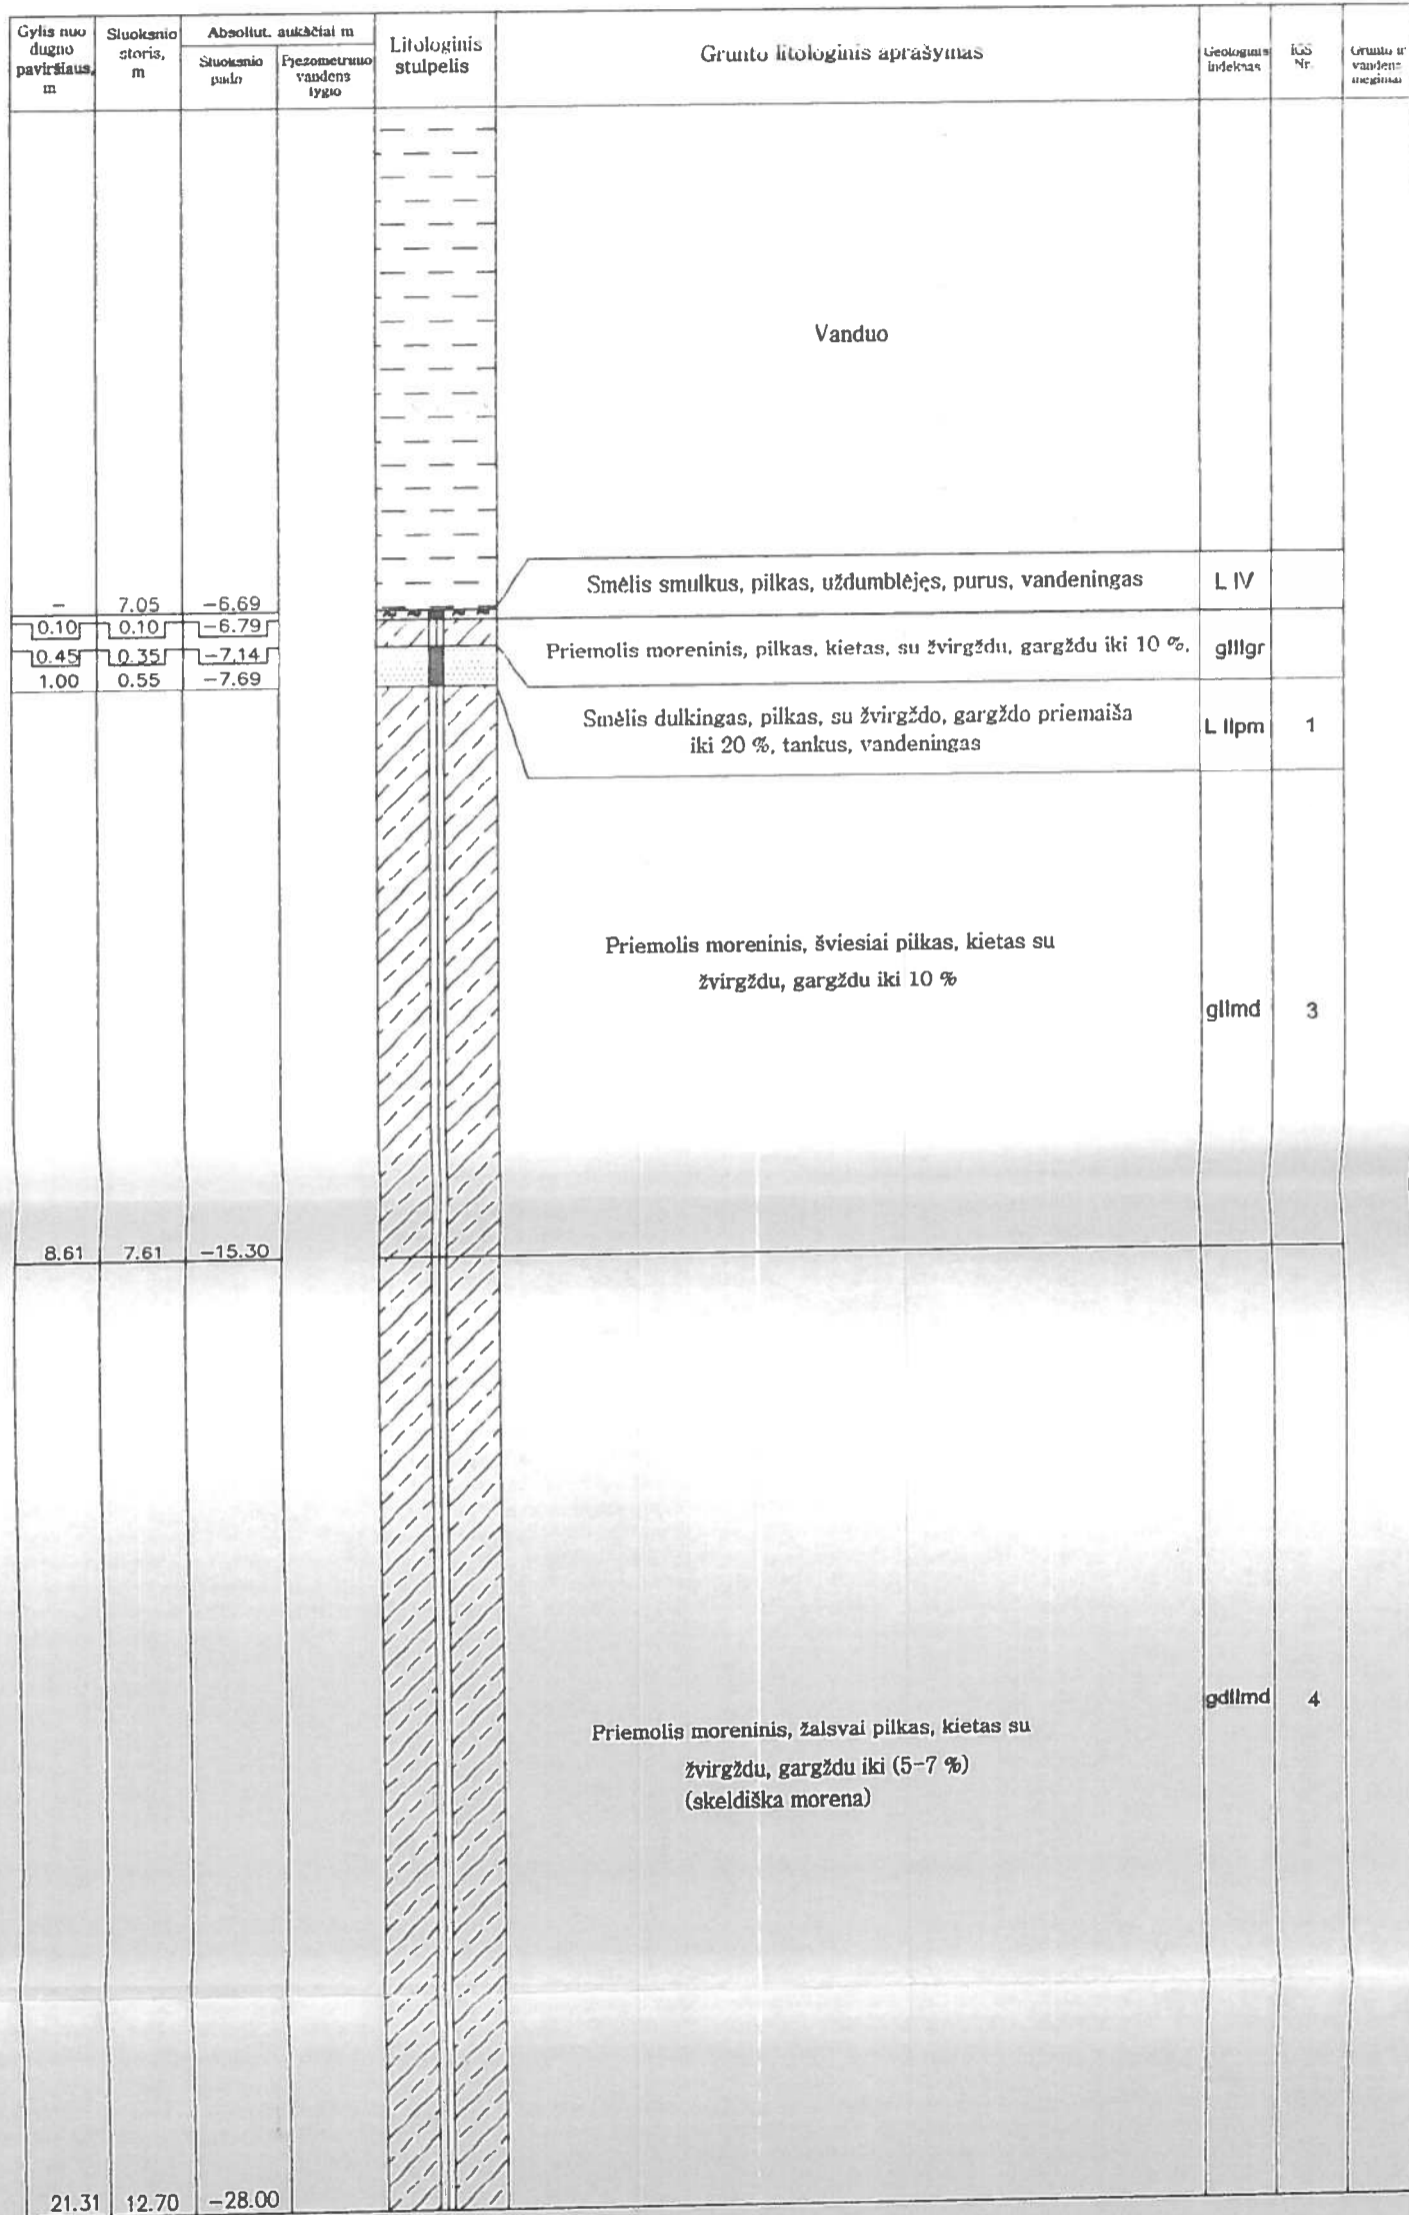 Gylis nuo
dugno
paviršiaus,
m
Sluoksnio
storis,
m
Absoliut. aukščiai m
Sluoksnio
pado
Pjezometrinio
vandens
lygio
Litologinis
stulpelis
Grunto litologinis aprašymas
Geologinis
indeksas
IGS
Nr.
Grunto ir
vandens
mėginiai
Vanduo
– 7.05 –6.69
Smėlis smulkus, pilkas, uždumblėjęs, purus, vandeningas L IV
0.10 0.10 –6.79
Priemolis moreninis, pilkas, kietas, su žvirgždu, gargždu iki 10 %. gIIIgr
0.45 0.35 –7,14
1.00 0.55 –7.69
Smėlis dulkingas, pilkas, su žvirgždo, gargždo priemaiša
iki 20 %, tankus, vandeningas
L IIpm 1
Priemolis moreninis, šviesiai pilkas, kietas su
žvirgždu, gargždu iki 10 %
gIImd 3
8.61 7.61 –15.30
gdIImd 4
Priemolis moreninis, žalsvai pilkas, kietas su
žvirgždu, gargždu iki (5-7 %)
(skeldiška morena)
21.31 12.70 –28.00